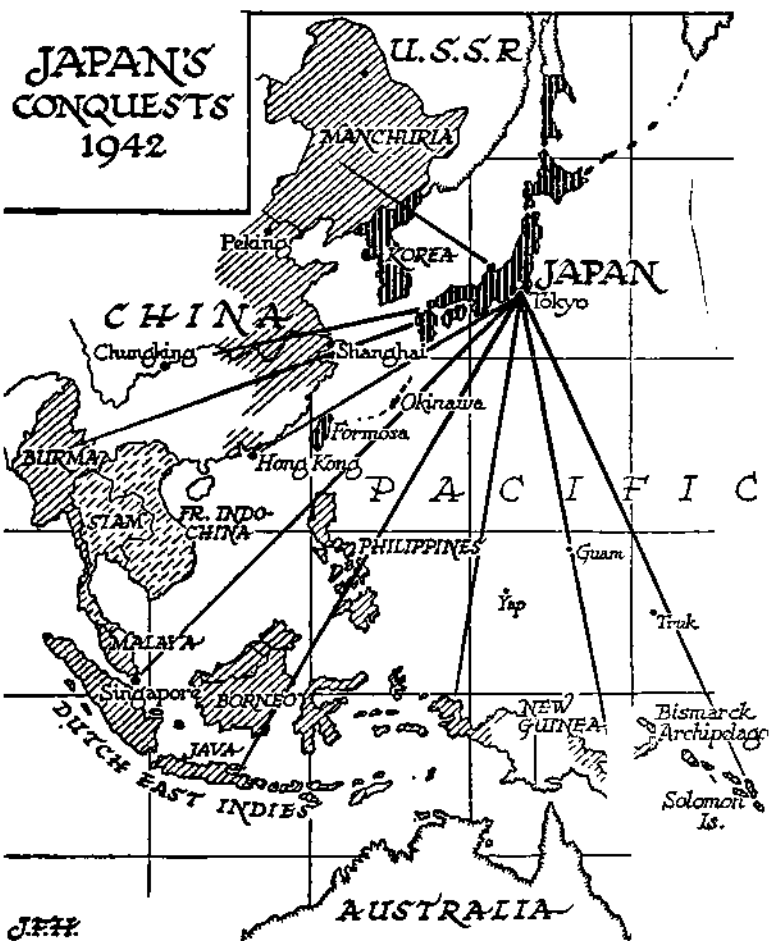 JAPAN'S
CONQUESTS
1942
U.S.S.R
MANCHURIA
Peking
KOREA
JAPAN
Tokyo
CHINA
Chungking
Shanghai
Okinawa
Formosa
BURMA
Hong Kong
PACIFIC
SIAM
FR. INDO-
CHINA
PHILIPPINES
Guam
Yap
Truk
MALAYA
Singapore
BORNEO
NEW
GUINEA
Bismarck
Archipelago
JAVA
DUTCH EAST INDIES
Solomon
Is.
AUSTRALIA
J.F.H.